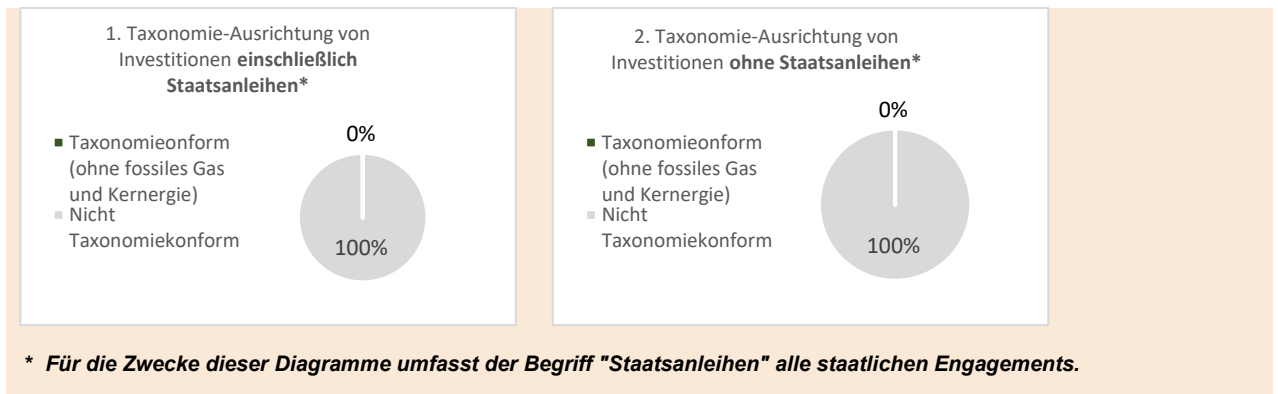 1. Taxonomie-Ausrichtung von
Investitionen einschließlich
Staatsanleihen*
Taxonomieonform
(ohne fossiles Gas
und Kernergie)
Nicht
Taxonomiekonform
0%
100%
2. Taxonomie-Ausrichtung von
Investitionen ohne Staatsanleihen*
Taxonomieonform
(ohne fossiles Gas
und Kernergie)
Nicht
Taxonomiekonform
0%
100%
* Für die Zwecke dieser Diagramme umfasst der Begriff "Staatsanleihen" alle staatlichen Engagements.